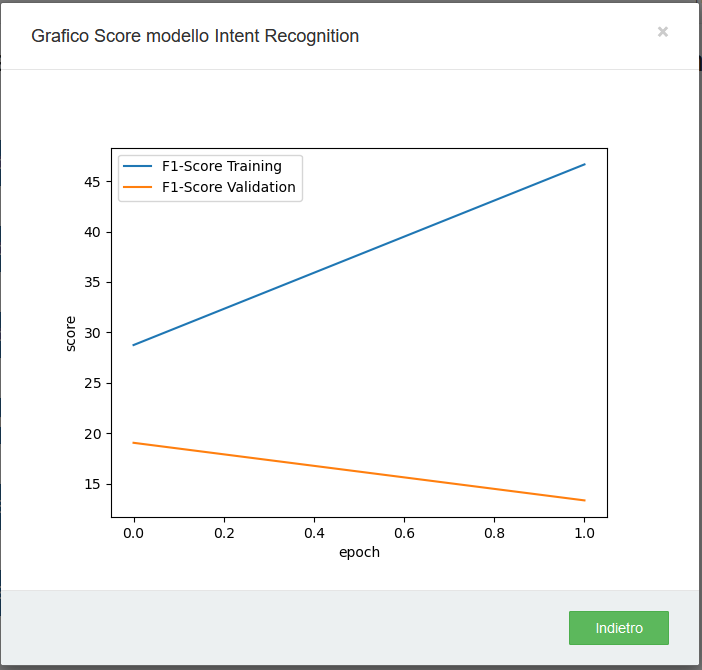 Grafico Score modello Intent Recognition
×
F1-Score Training
F1-Score Validation
45
40
35
30
25
20
15
score
0.0 0.2 0.4 0.6 0.8 1.0
epoch
Indietro